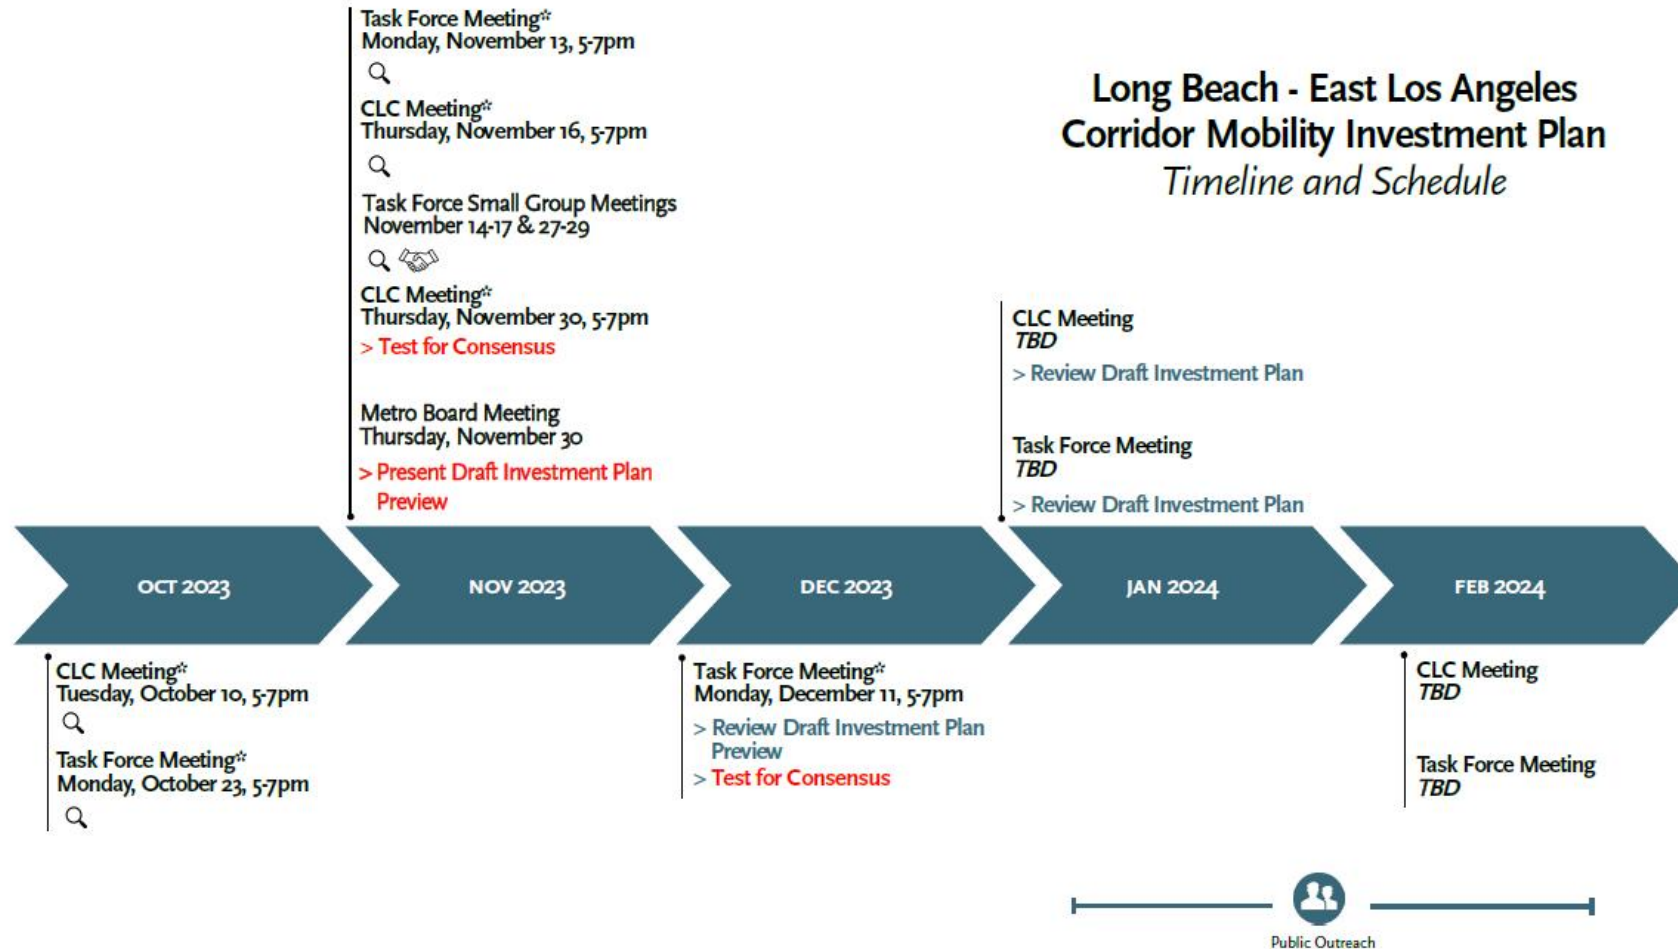 Task Force Meeting*
Monday, November 13, 5-7pm
CLC Meeting*
Thursday, November 16, 5-7pm
Task Force Small Group Meetings
November 14-17 & 27-29
CLC Meeting*
Thursday, November 30, 5-7pm
> Test for Consensus
Metro Board Meeting
Thursday, November 30
> Present Draft Investment Plan
Preview
Long Beach - East Los Angeles
Corridor Mobility Investment Plan
Timeline and Schedule
CLC Meeting
TBD
> Review Draft Investment Plan
Task Force Meeting
TBD
> Review Draft Investment Plan
OCT 2023
NOV 2023
DEC 2023
JAN 2024
FEB 2024
CLC Meeting*
Tuesday, October 10, 5-7pm
Task Force Meeting*
Monday, October 23, 5-7pm
Task Force Meeting*
Monday, December 11, 5-7pm
> Review Draft Investment Plan
Preview
> Test for Consensus
CLC Meeting
TBD
Task Force Meeting
TBD
Public Outreach